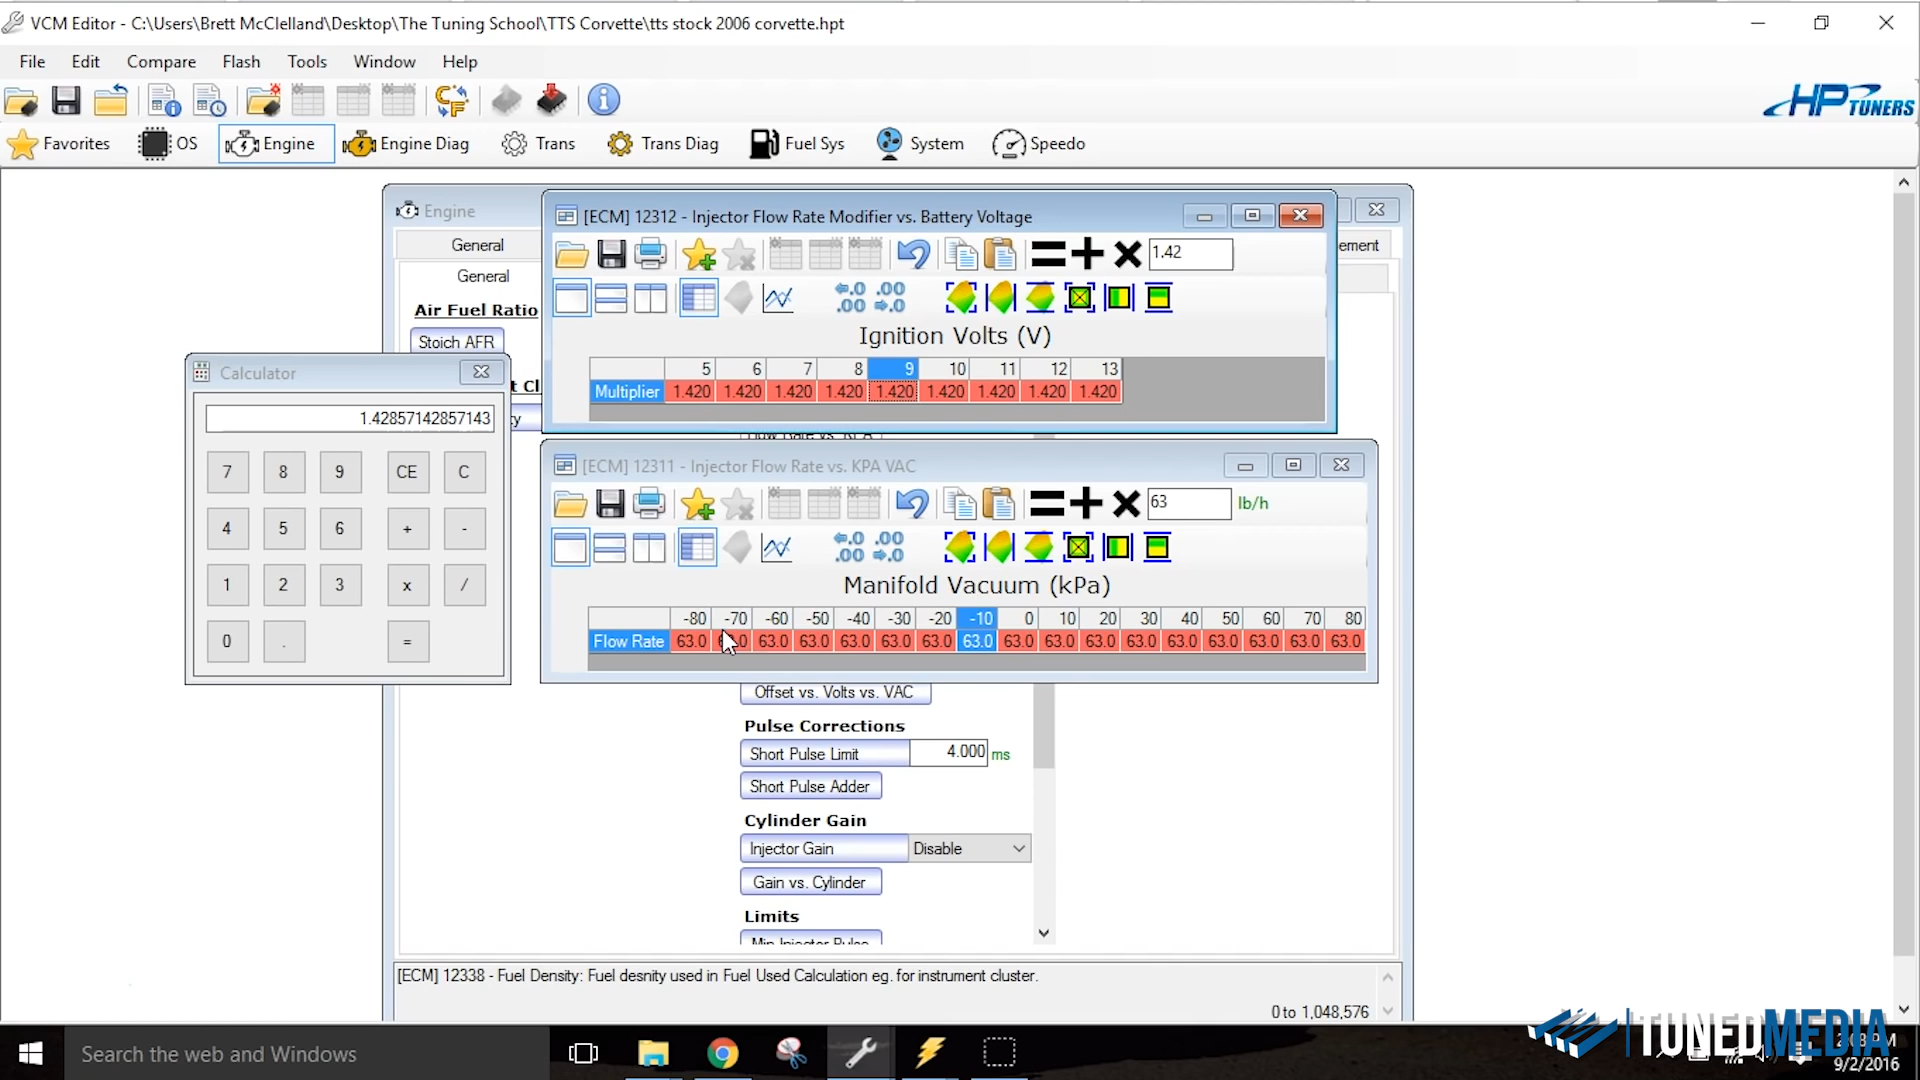 VCM Editor - C:\Users\Brett McClelland\Desktop\The Tuning School\TTS Corvette\tts stock 2006 corvette.hpt
File Edit Compare Flash Tools Window Help
HP TUNERS
Favorites OS Engine Engine Diag Trans Trans Diag Fuel Sys System Speedo
Engine
General
General
Air Fuel Ratio
Stoich AFR
[ECM] 12312 - Injector Flow Rate Modifier vs. Battery Voltage
1.42
Ignition Volts (V)
5 6 7 8 9 10 11 12 13
Multiplier 1.420 1.420 1.420 1.420 1.420 1.420 1.420 1.420 1.420
Calculator
1.42857142857143
7 8 9 CE C
4 5 6 + -
1 2 3 x /
0 . =
[ECM] 12311 - Injector Flow Rate vs. KPA VAC
63 lb/h
Manifold Vacuum (kPa)
-80 -70 -60 -50 -40 -30 -20 -10 0 10 20 30 40 50 60 70 80
Flow Rate 63.0 63.0 63.0 63.0 63.0 63.0 63.0 63.0 63.0 63.0 63.0 63.0 63.0 63.0 63.0 63.0 63.0
Offset vs. Volts vs. VAC
Pulse Corrections
Short Pulse Limit 4.000 ms
Short Pulse Adder
Cylinder Gain
Injector Gain Disable
Gain vs. Cylinder
Limits
Min Injector Pulse
[ECM] 12338 - Fuel Density: Fuel desnity used in Fuel Used Calculation eg. for instrument cluster.
0 to 1,048,576
Search the web and Windows
TUNEDMEDIA
9/2/2016